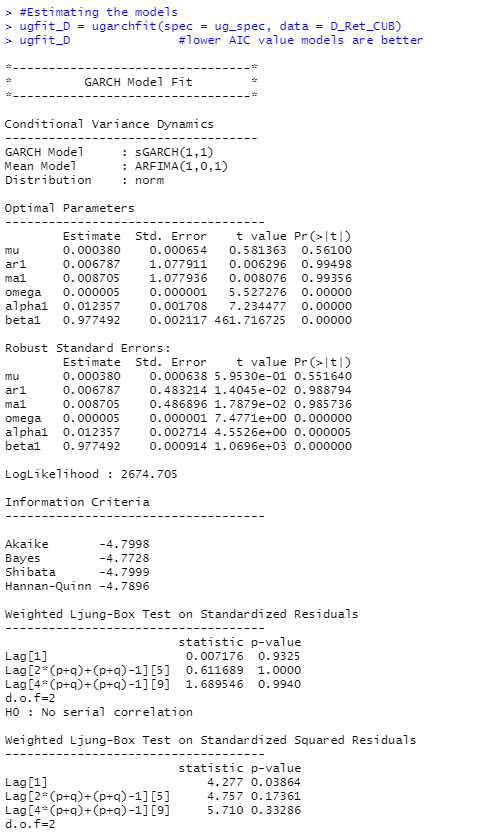 > #Estimating the models
> ugfit_D = ugarchfit(spec = ug_spec, data = D_Ret_CUB)
> ugfit_D               #lower AIC value models are better
*---------------------------------*
*          GARCH Model Fit        *
*---------------------------------*
Conditional Variance Dynamics
-----------------------------------
GARCH Model     : sGARCH(1,1)
Mean Model      : ARFIMA(1,0,1)
Distribution    : norm
Optimal Parameters
------------------------------------
        Estimate  Std. Error    t value Pr(>|t|)
mu      0.000380    0.000654   0.581363  0.56100
ar1     0.006787    1.077911   0.006296  0.99498
ma1     0.008705    1.077936   0.008076  0.99356
omega   0.000005    0.000001   5.527276  0.00000
alpha1  0.012357    0.001708   7.234477  0.00000
beta1   0.977492    0.002117 461.716725  0.00000
Robust Standard Errors:
        Estimate  Std. Error    t value Pr(>|t|)
mu      0.000380    0.000638 5.9530e-01 0.551640
ar1     0.006787    0.483214 1.4045e-02 0.988794
ma1     0.008705    0.486896 1.7879e-02 0.985736
omega   0.000005    0.000001 7.4771e+00 0.000000
alpha1  0.012357    0.002714 4.5526e+00 0.000005
beta1   0.977492    0.000914 1.0696e+03 0.000000
LogLikelihood : 2674.705
Information Criteria
------------------------------------
Akaike       -4.7998
Bayes        -4.7728
Shibata      -4.7999
Hannan-Quinn -4.7896
Weighted Ljung-Box Test on Standardized Residuals
------------------------------------
                        statistic p-value
Lag[1]                   0.007176  0.9325
Lag[2*(p+q)+(p+q)-1][5]  0.611689  1.0000
Lag[4*(p+q)+(p+q)-1][9]  1.689546  0.9940
d.o.f=2
H0 : No serial correlation
Weighted Ljung-Box Test on Standardized Squared Residuals
------------------------------------
                        statistic p-value
Lag[1]                      4.277 0.03864
Lag[2*(p+q)+(p+q)-1][5]     4.757 0.17361
Lag[4*(p+q)+(p+q)-1][9]     5.710 0.33286
d.o.f=2